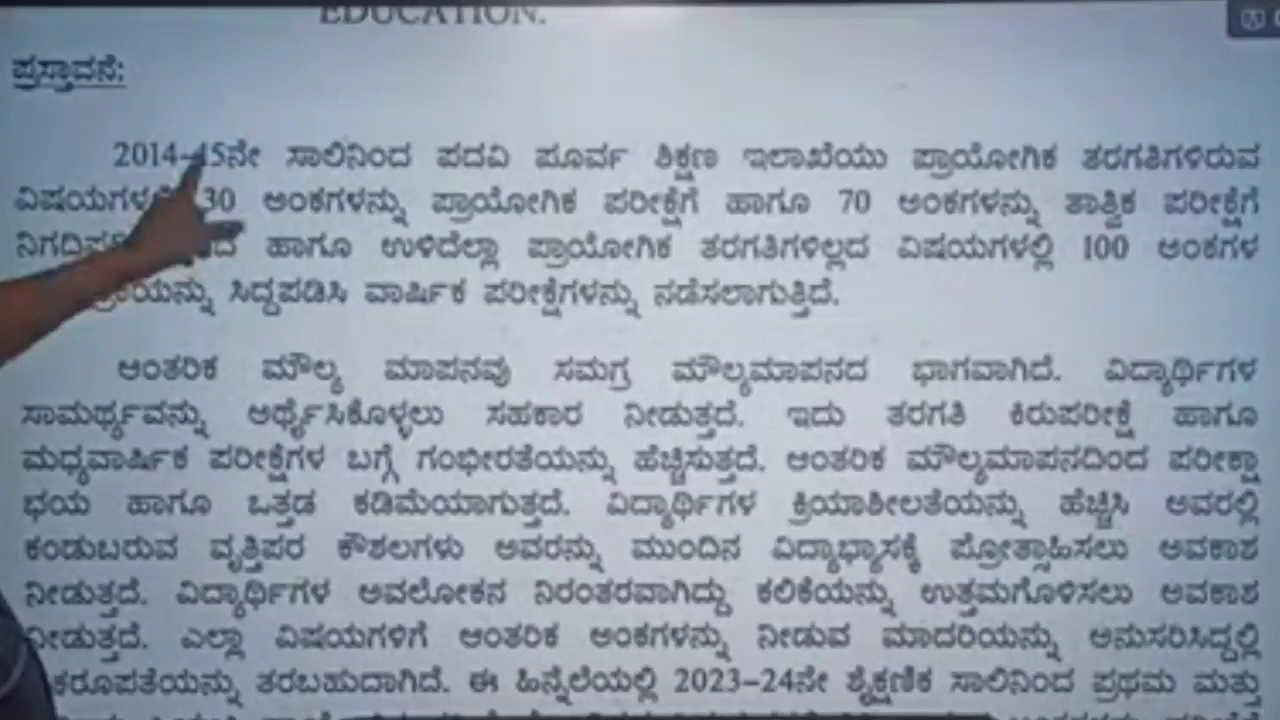 EDUCATION.
ಪ್ರಸ್ತಾವನೆ:
2014-15ನೇ ಸಾಲಿನಿಂದ ಪದವಿ ಪೂರ್ವ ಶಿಕ್ಷಣ ಇಲಾಖೆಯು ಪ್ರಾಯೋಗಿಕ ತರಗತಿಗಳಿರುವ
30 ಅಂಕಗಳನ್ನು ಪ್ರಾಯೋಗಿಕ ಪರೀಕ್ಷೆಗೆ ಹಾಗೂ 70 ಅಂಕಗಳನ್ನು ತಾತ್ವಿಕ ಪರೀಕ್ಷೆಗೆ
ಹಾಗೂ ಉಳಿದೆಲ್ಲಾ ಪ್ರಾಯೋಗಿಕ ತರಗತಿಗಳಿಲ್ಲದ ವಿಷಯಗಳಲ್ಲಿ 100 ಅಂಕಗಳ
ಸಿದ್ಧಪಡಿಸಿ ವಾರ್ಷಿಕ ಪರೀಕ್ಷೆಗಳನ್ನು ನಡೆಸಲಾಗುತ್ತಿದೆ.
ಆಂತರಿಕ ಮೌಲ್ಯ ಮಾಪನವು ಸಮಗ್ರ ಮೌಲ್ಯಮಾಪನದ ಭಾಗವಾಗಿದೆ. ವಿದ್ಯಾರ್ಥಿಗಳ
ಸಾಮರ್ಥ್ಯವನ್ನು ಅರ್ಥೈಸಿಕೊಳ್ಳಲು ಸಹಕಾರ ನೀಡುತ್ತದೆ. ಇದು ತರಗತಿ ಕಿರುಪರೀಕ್ಷೆ ಹಾಗೂ
ಮಧ್ಯವಾರ್ಷಿಕ ಪರೀಕ್ಷೆಗಳ ಬಗ್ಗೆ ಗಂಭೀರತೆಯನ್ನು ಹೆಚ್ಚಿಸುತ್ತದೆ. ಆಂತರಿಕ ಮೌಲ್ಯಮಾಪನದಿಂದ ಪರೀಕ್ಷಾ
ಭಯ ಹಾಗೂ ಒತ್ತಡ ಕಡಿಮೆಯಾಗುತ್ತದೆ. ವಿದ್ಯಾರ್ಥಿಗಳ ಕ್ರಿಯಾಶೀಲತೆಯನ್ನು ಹೆಚ್ಚಿಸಿ ಅವರಲ್ಲಿ
ಕಂಡುಬರುವ ವೃತ್ತಿಪರ ಕೌಶಲಗಳು ಅವರನ್ನು ಮುಂದಿನ ವಿದ್ಯಾಭ್ಯಾಸಕ್ಕೆ ಪ್ರೋತ್ಸಾಹಿಸಲು ಅವಕಾಶ
ನೀಡುತ್ತದೆ. ವಿದ್ಯಾರ್ಥಿಗಳ ಅವಲೋಕನ ನಿರಂತರವಾಗಿದ್ದು ಕಲಿಕೆಯನ್ನು ಉತ್ತಮಗೊಳಿಸಲು ಅವಕಾಶ
ನೀಡುತ್ತದೆ. ಎಲ್ಲಾ ವಿಷಯಗಳಿಗೆ ಆಂತರಿಕ ಅಂಕಗಳನ್ನು ನೀಡುವ ಮಾದರಿಯನ್ನು ಅನುಸರಿಸಿದ್ದಲ್ಲಿ
ತರಬಹುದಾಗಿದೆ. ಈ ಹಿನ್ನೆಲೆಯಲ್ಲಿ 2023-24ನೇ ಶೈಕ್ಷಣಿಕ ಸಾಲಿನಿಂದ ಪ್ರಥಮ ಮತ್ತು